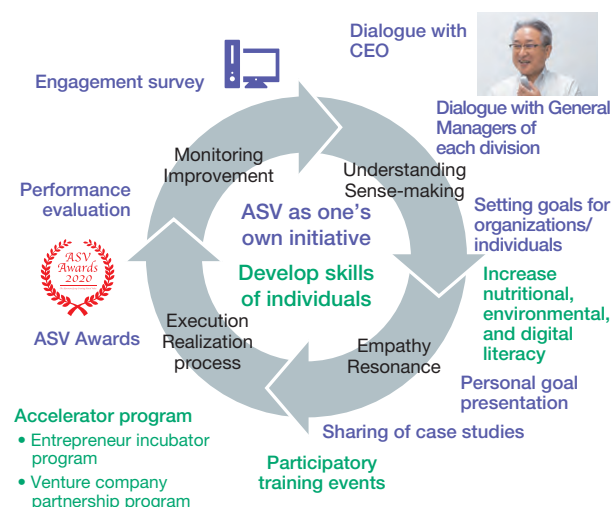 Dialogue with
CEO
Engagement survey
Dialogue with General
Managers of
each division
Monitoring
Improvement
Understanding
Sense-making
Performance
evaluation
ASV as one's
own initiative
Setting goals for
organizations/
individuals
ASV
Awards
2020
Develop skills
of individuals
Increase
nutritional,
environmental,
and digital
literacy
ASV Awards
Execution
Realization
process
Empathy
Resonance
Personal goal
presentation
Accelerator program
• Entrepreneur incubator
program
• Venture company
partnership program
Sharing of case studies
Participatory
training events